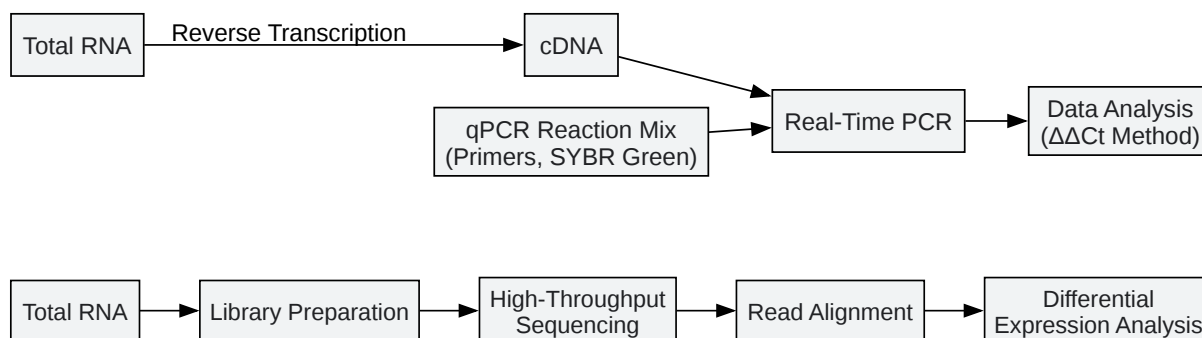 Total RNA
Reverse Transcription
cDNA
qPCR Reaction Mix
(Primers, SYBR Green)
Real-Time PCR
Data Analysis
(ΔΔCt Method)
Total RNA
Library Preparation
High-Throughput
Sequencing
Read Alignment
Differential
Expression Analysis